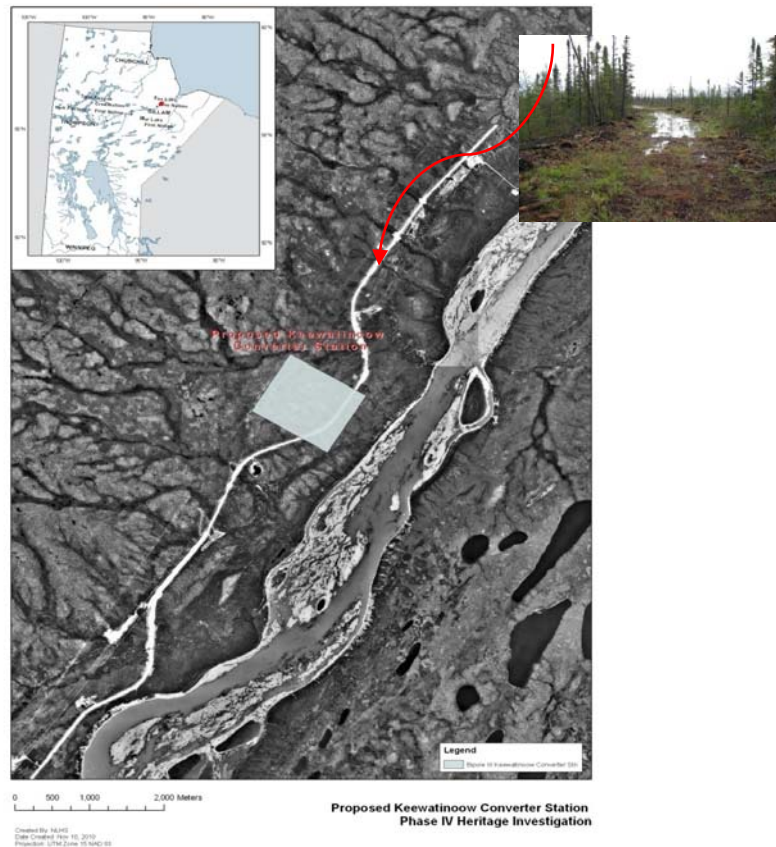 CHURCHILL
GILLAM
WINNIPEG
Proposed Keewatinoow
Converter Station
Legend
Bipole III Keewatinoow Converter Stn
0 500 1,000 2,000 Meters
Proposed Keewatinoow Converter Station
Phase IV Heritage Investigation
Created By: NLHS
Date Created: Nov 10, 2010
Projection: UTM Zone 15 NAD 83